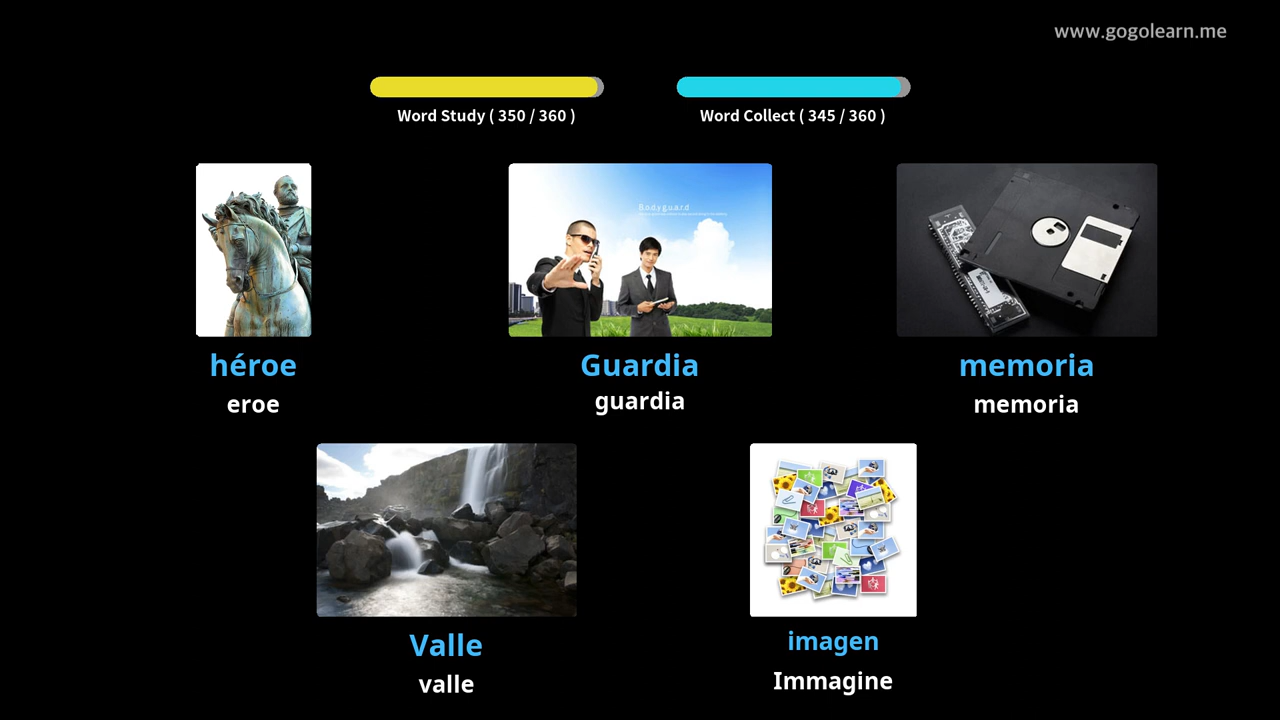 www.gogolearn.me
Word Study ( 350 / 360 )
Word Collect ( 345 / 360 )
Bodyguard
héroe
eroe
Guardia
guardia
memoria
memoria
Valle
valle
imagen
Immagine